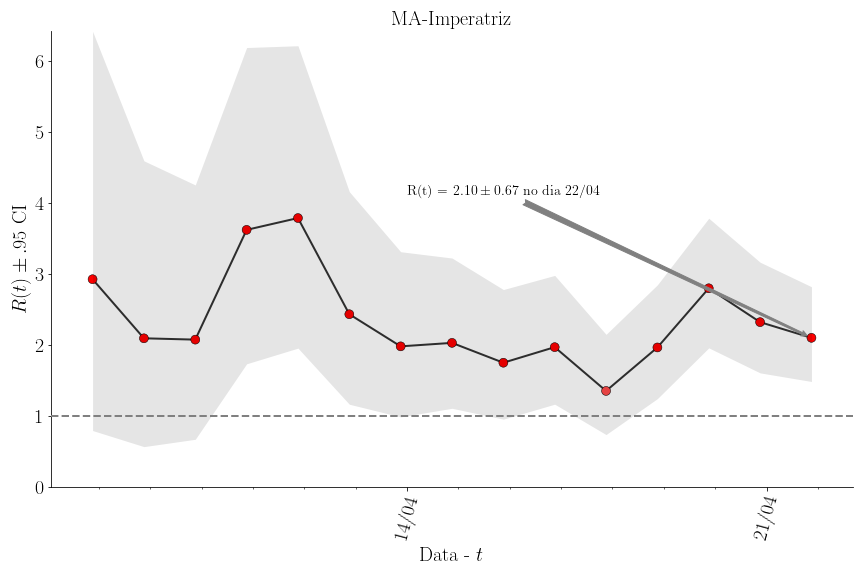 MA-Imperatriz
R(t) ± .95 CI
6
5
4
3
2
1
0
R(t) = 2.10 ± 0.67 no dia 22/04
14/04
21/04
Data - t